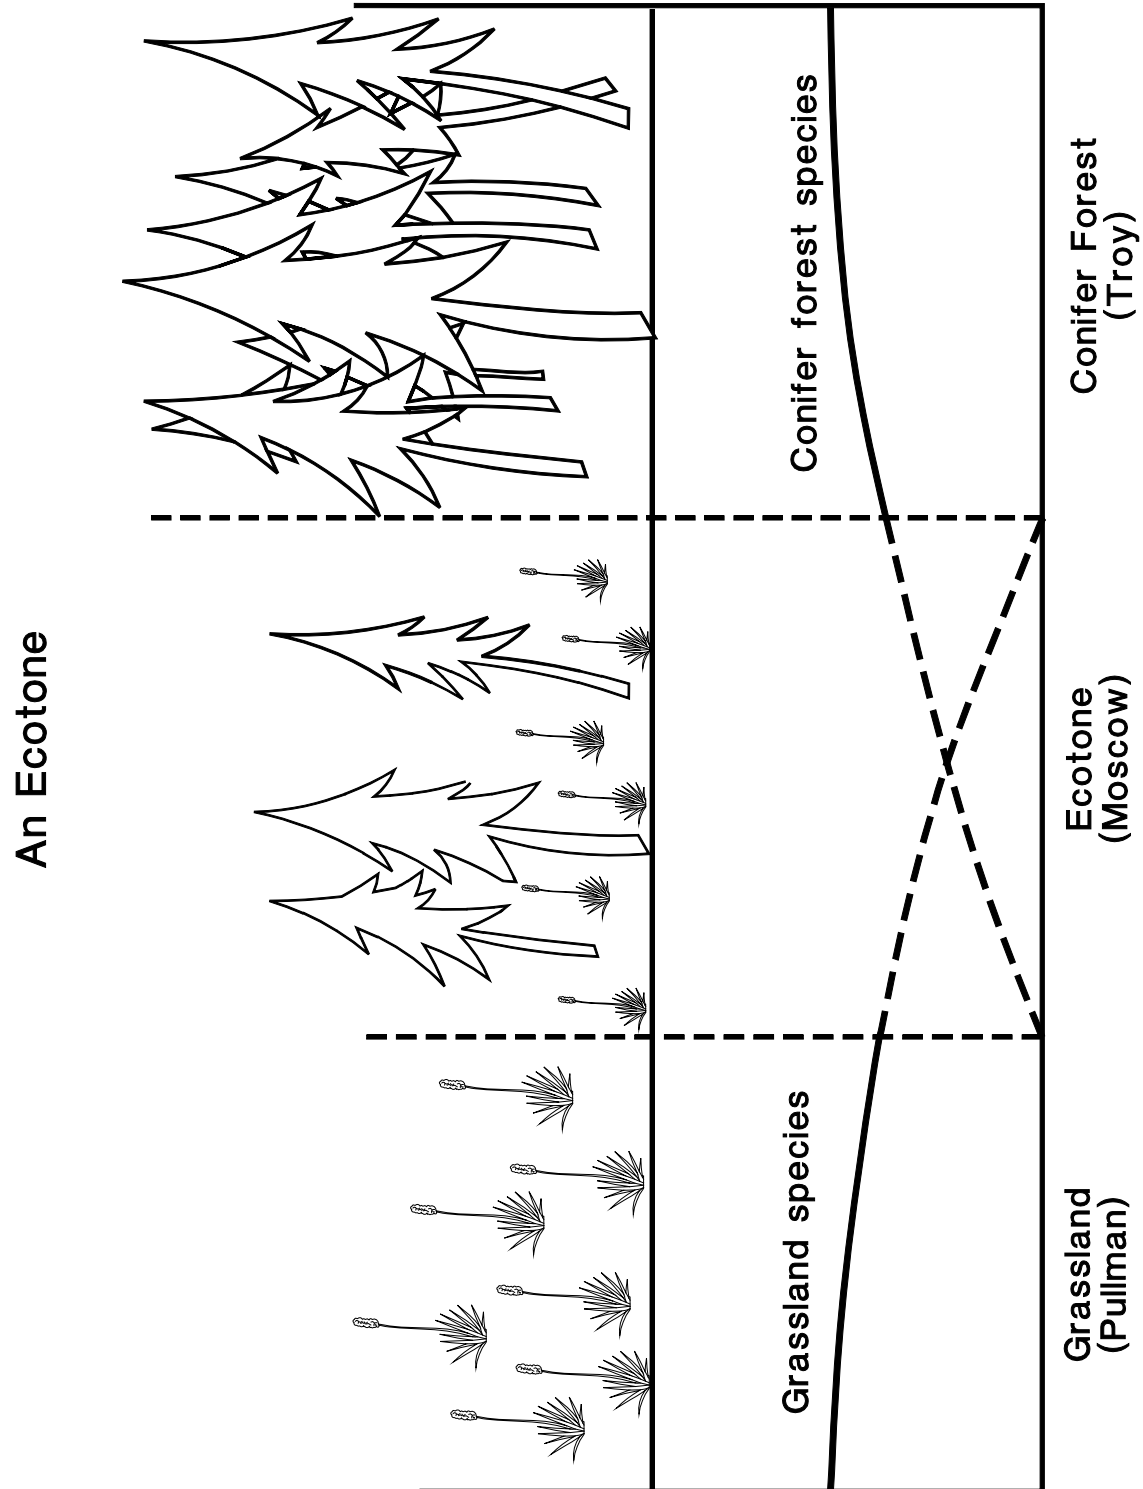 An Ecotone
Grassland species
Conifer forest species
Grassland
(Pullman)
Ecotone
(Moscow)
Conifer Forest
(Troy)